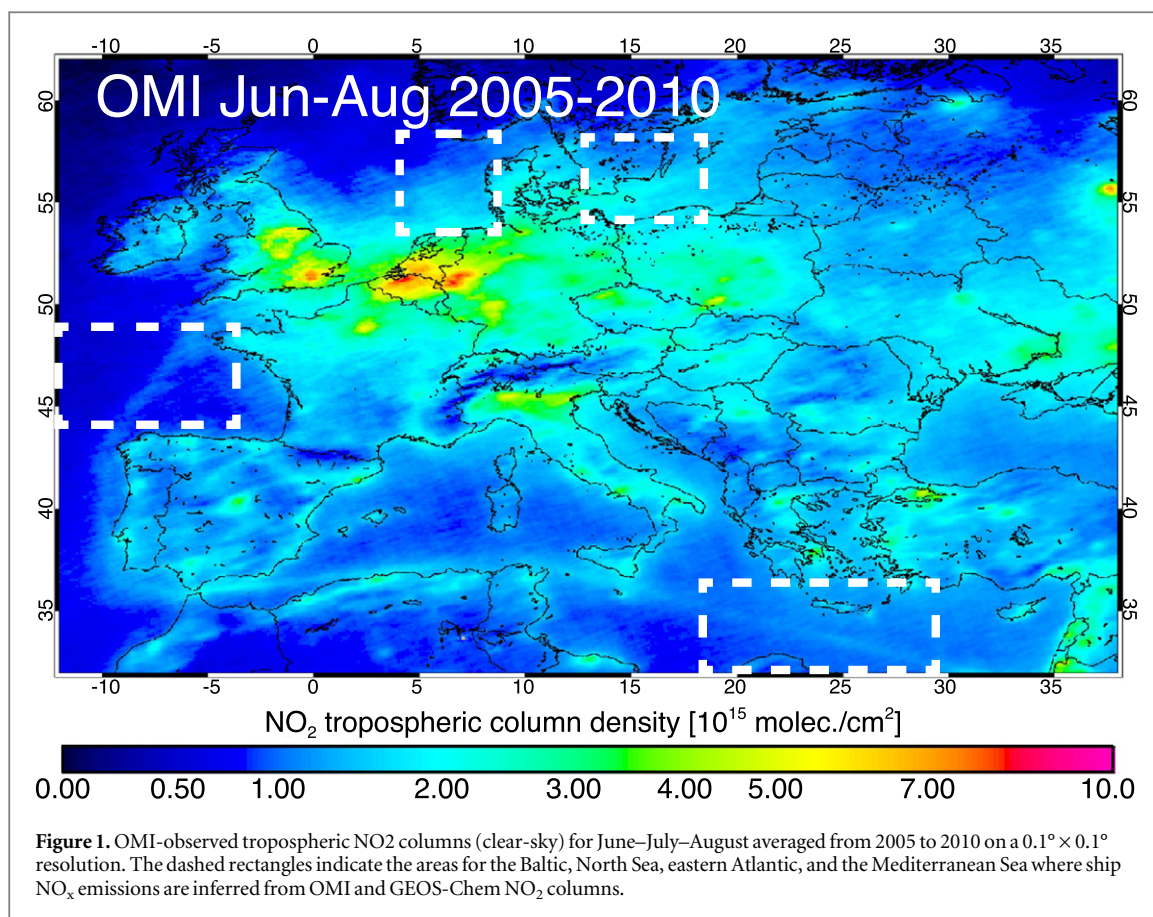 -10 -5 0 5 10 15 20 25 30 35
OMI Jun-Aug 2005-2010
60 60
55 55
50 50
45 45
40 40
35 35
-10 -5 0 5 10 15 20 25 30 35
NO₂ tropospheric column density [10¹⁵ molec./cm²]
0.00 0.50 1.00 2.00 3.00 4.00 5.00 7.00 10.0
Figure 1. OMI-observed tropospheric NO2 columns (clear-sky) for June–July–August averaged from 2005 to 2010 on a 0.1° × 0.1°
resolution. The dashed rectangles indicate the areas for the Baltic, North Sea, eastern Atlantic, and the Mediterranean Sea where ship
NOₓ emissions are inferred from OMI and GEOS-Chem NO₂ columns.